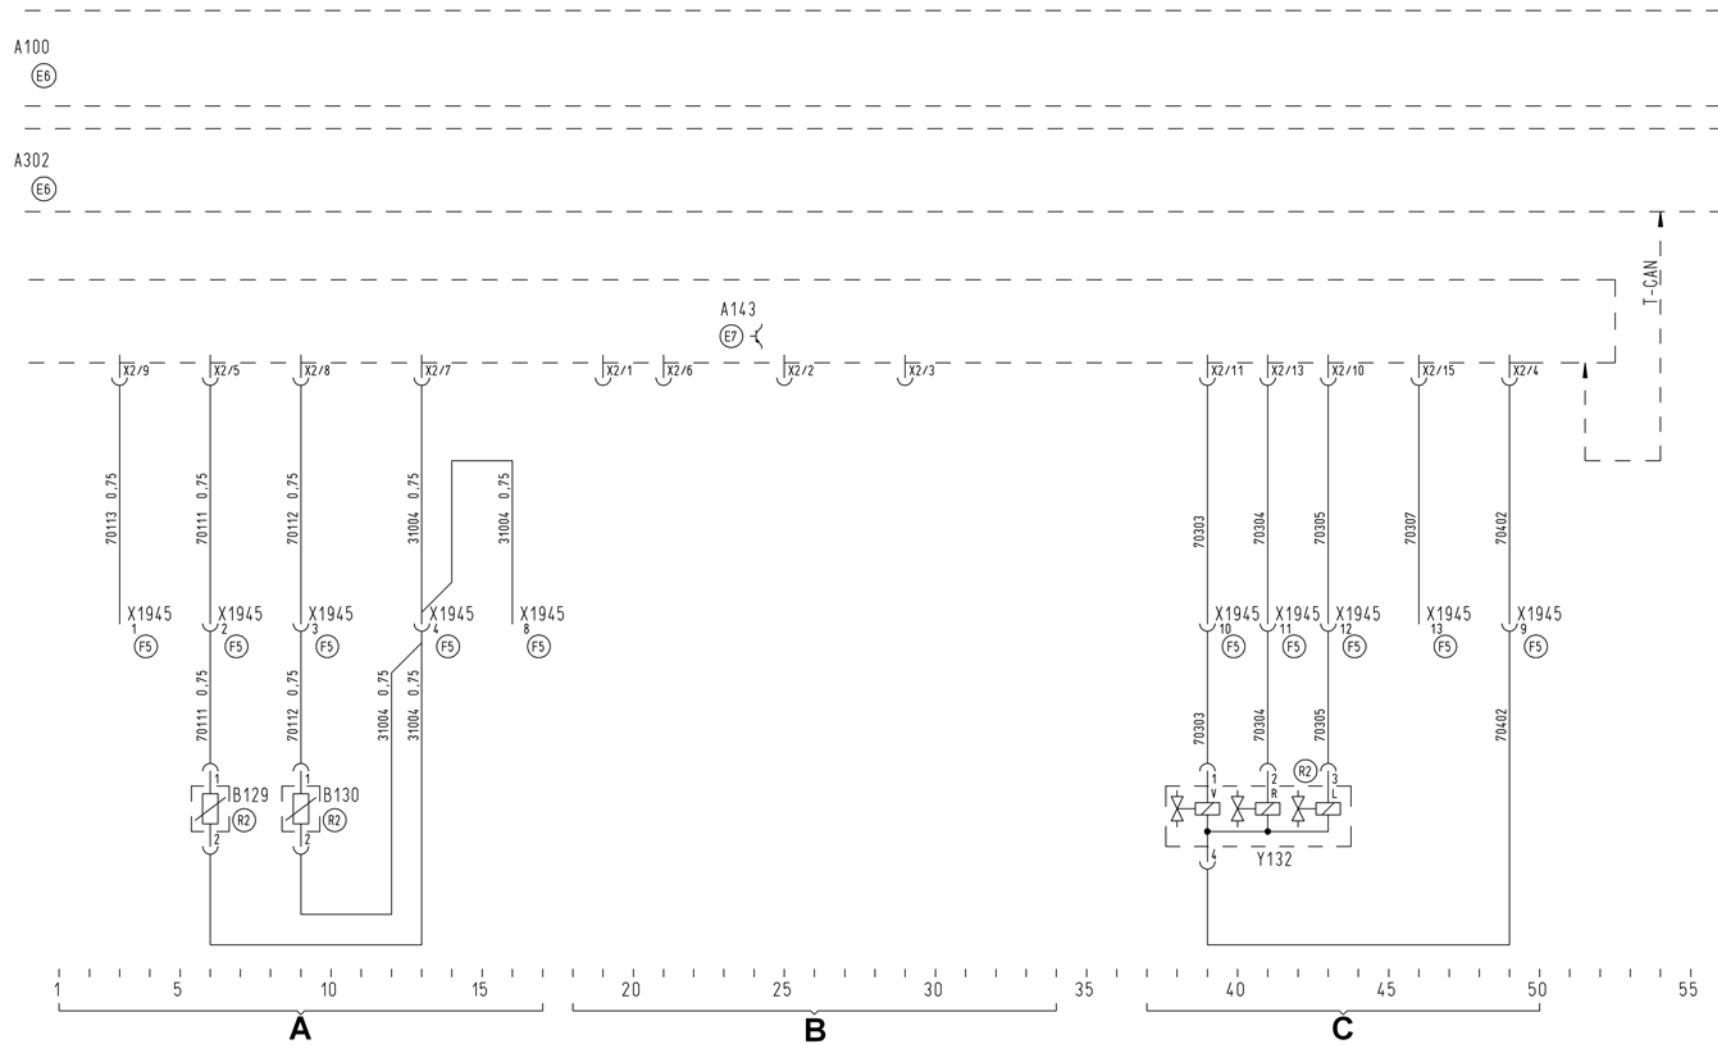 A100
E6
A302
E6
T-CAN
A143
E7
X2/9 X2/5 X2/8 X2/7 X2/1 X2/6 X2/2 X2/3 X2/11 X2/13 X2/10 X2/15 X2/4
70113 0,75
70111 0,75
70112 0,75
31004 0,75
31004 0,75
70303
70304
70305
70307
70402
X1945 X1945 X1945 X1945 X1945 X1945 X1945 X1945 X1945 X1945
1 2 3 4 8 10 11 12 13 9
F5 F5 F5 F5 F5 F5 F5 F5 F5 F5
70111 0,75
70112 0,75
31004 0,75
31004 0,75
70303
70304
70305
70402
1 1 1 2 R2 3
B129 B130 V R L
R2 R2
2 2 4 Y132
1 5 10 15 20 25 30 35 40 45 50 55
A B C